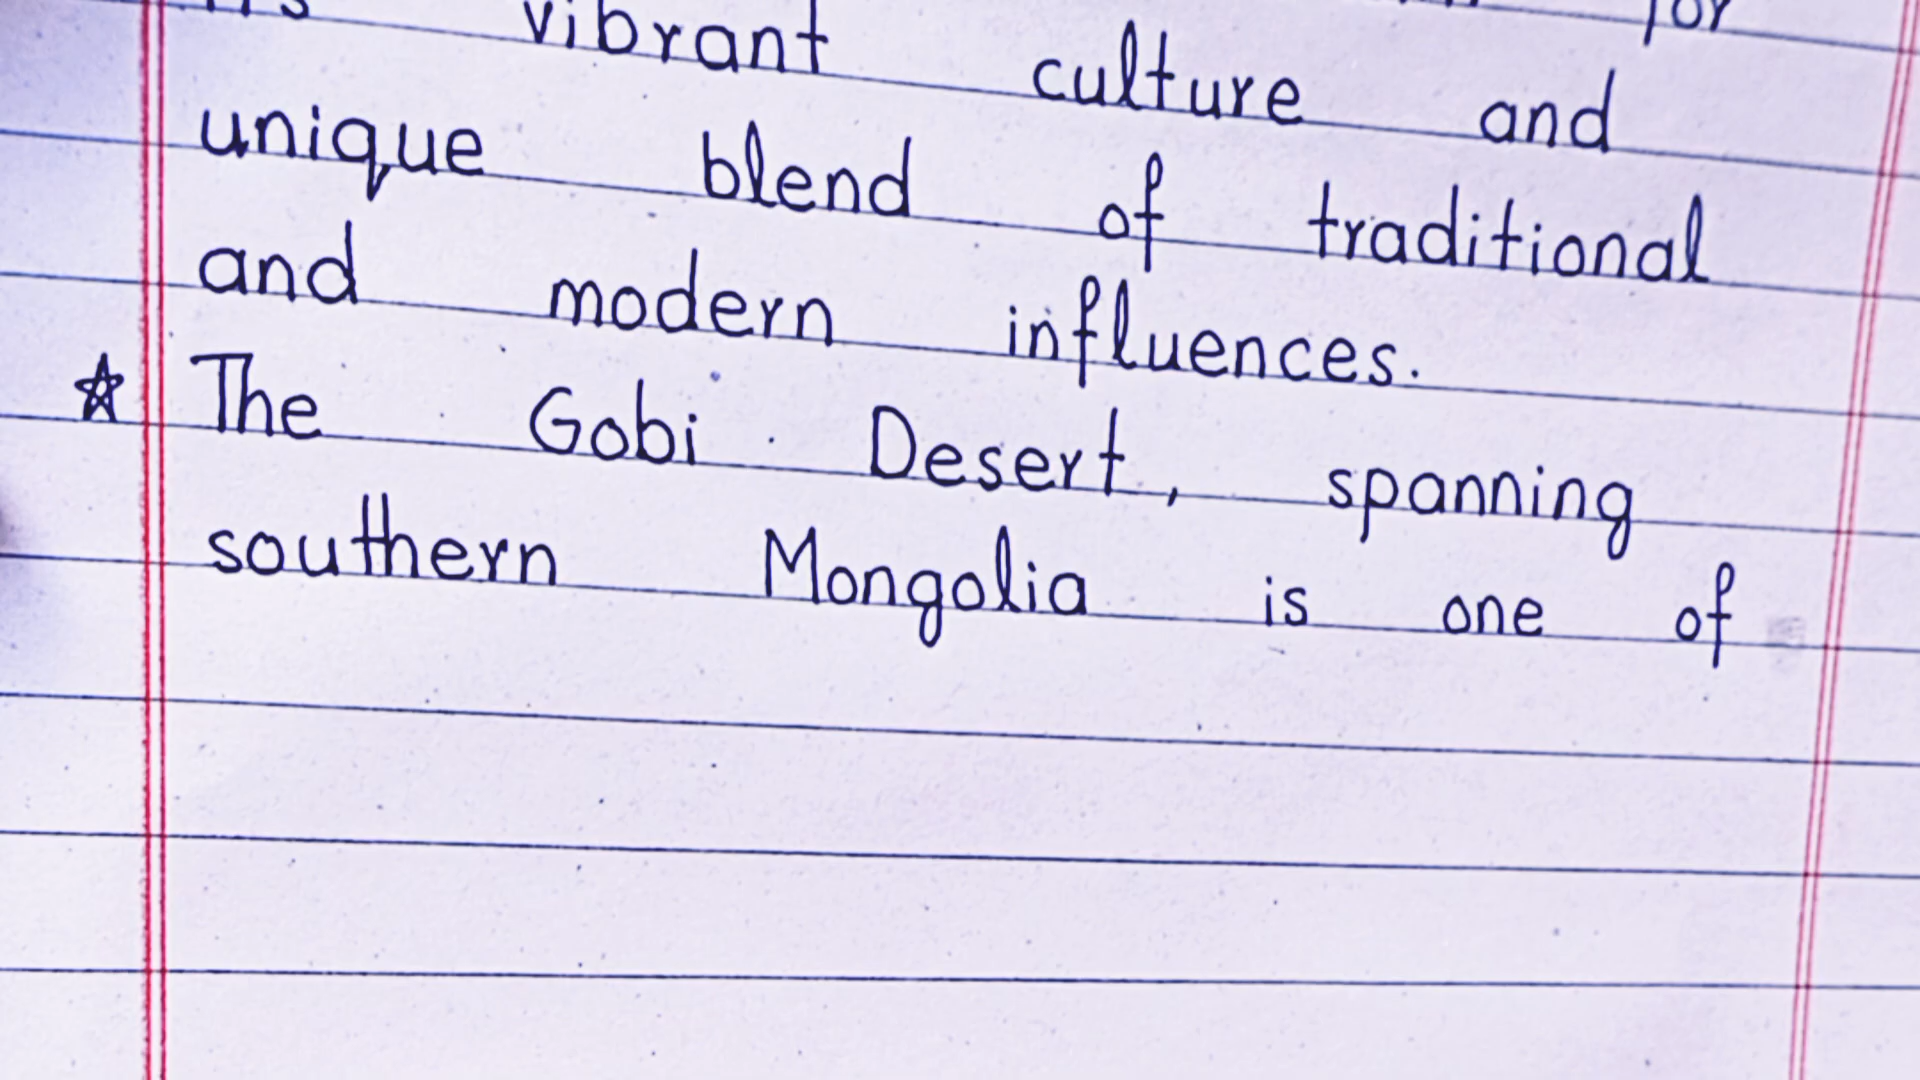 its vibrant culture and
unique blend of traditional
and modern influences.
☆ The Gobi Desert, spanning
southern Mongolia is one of